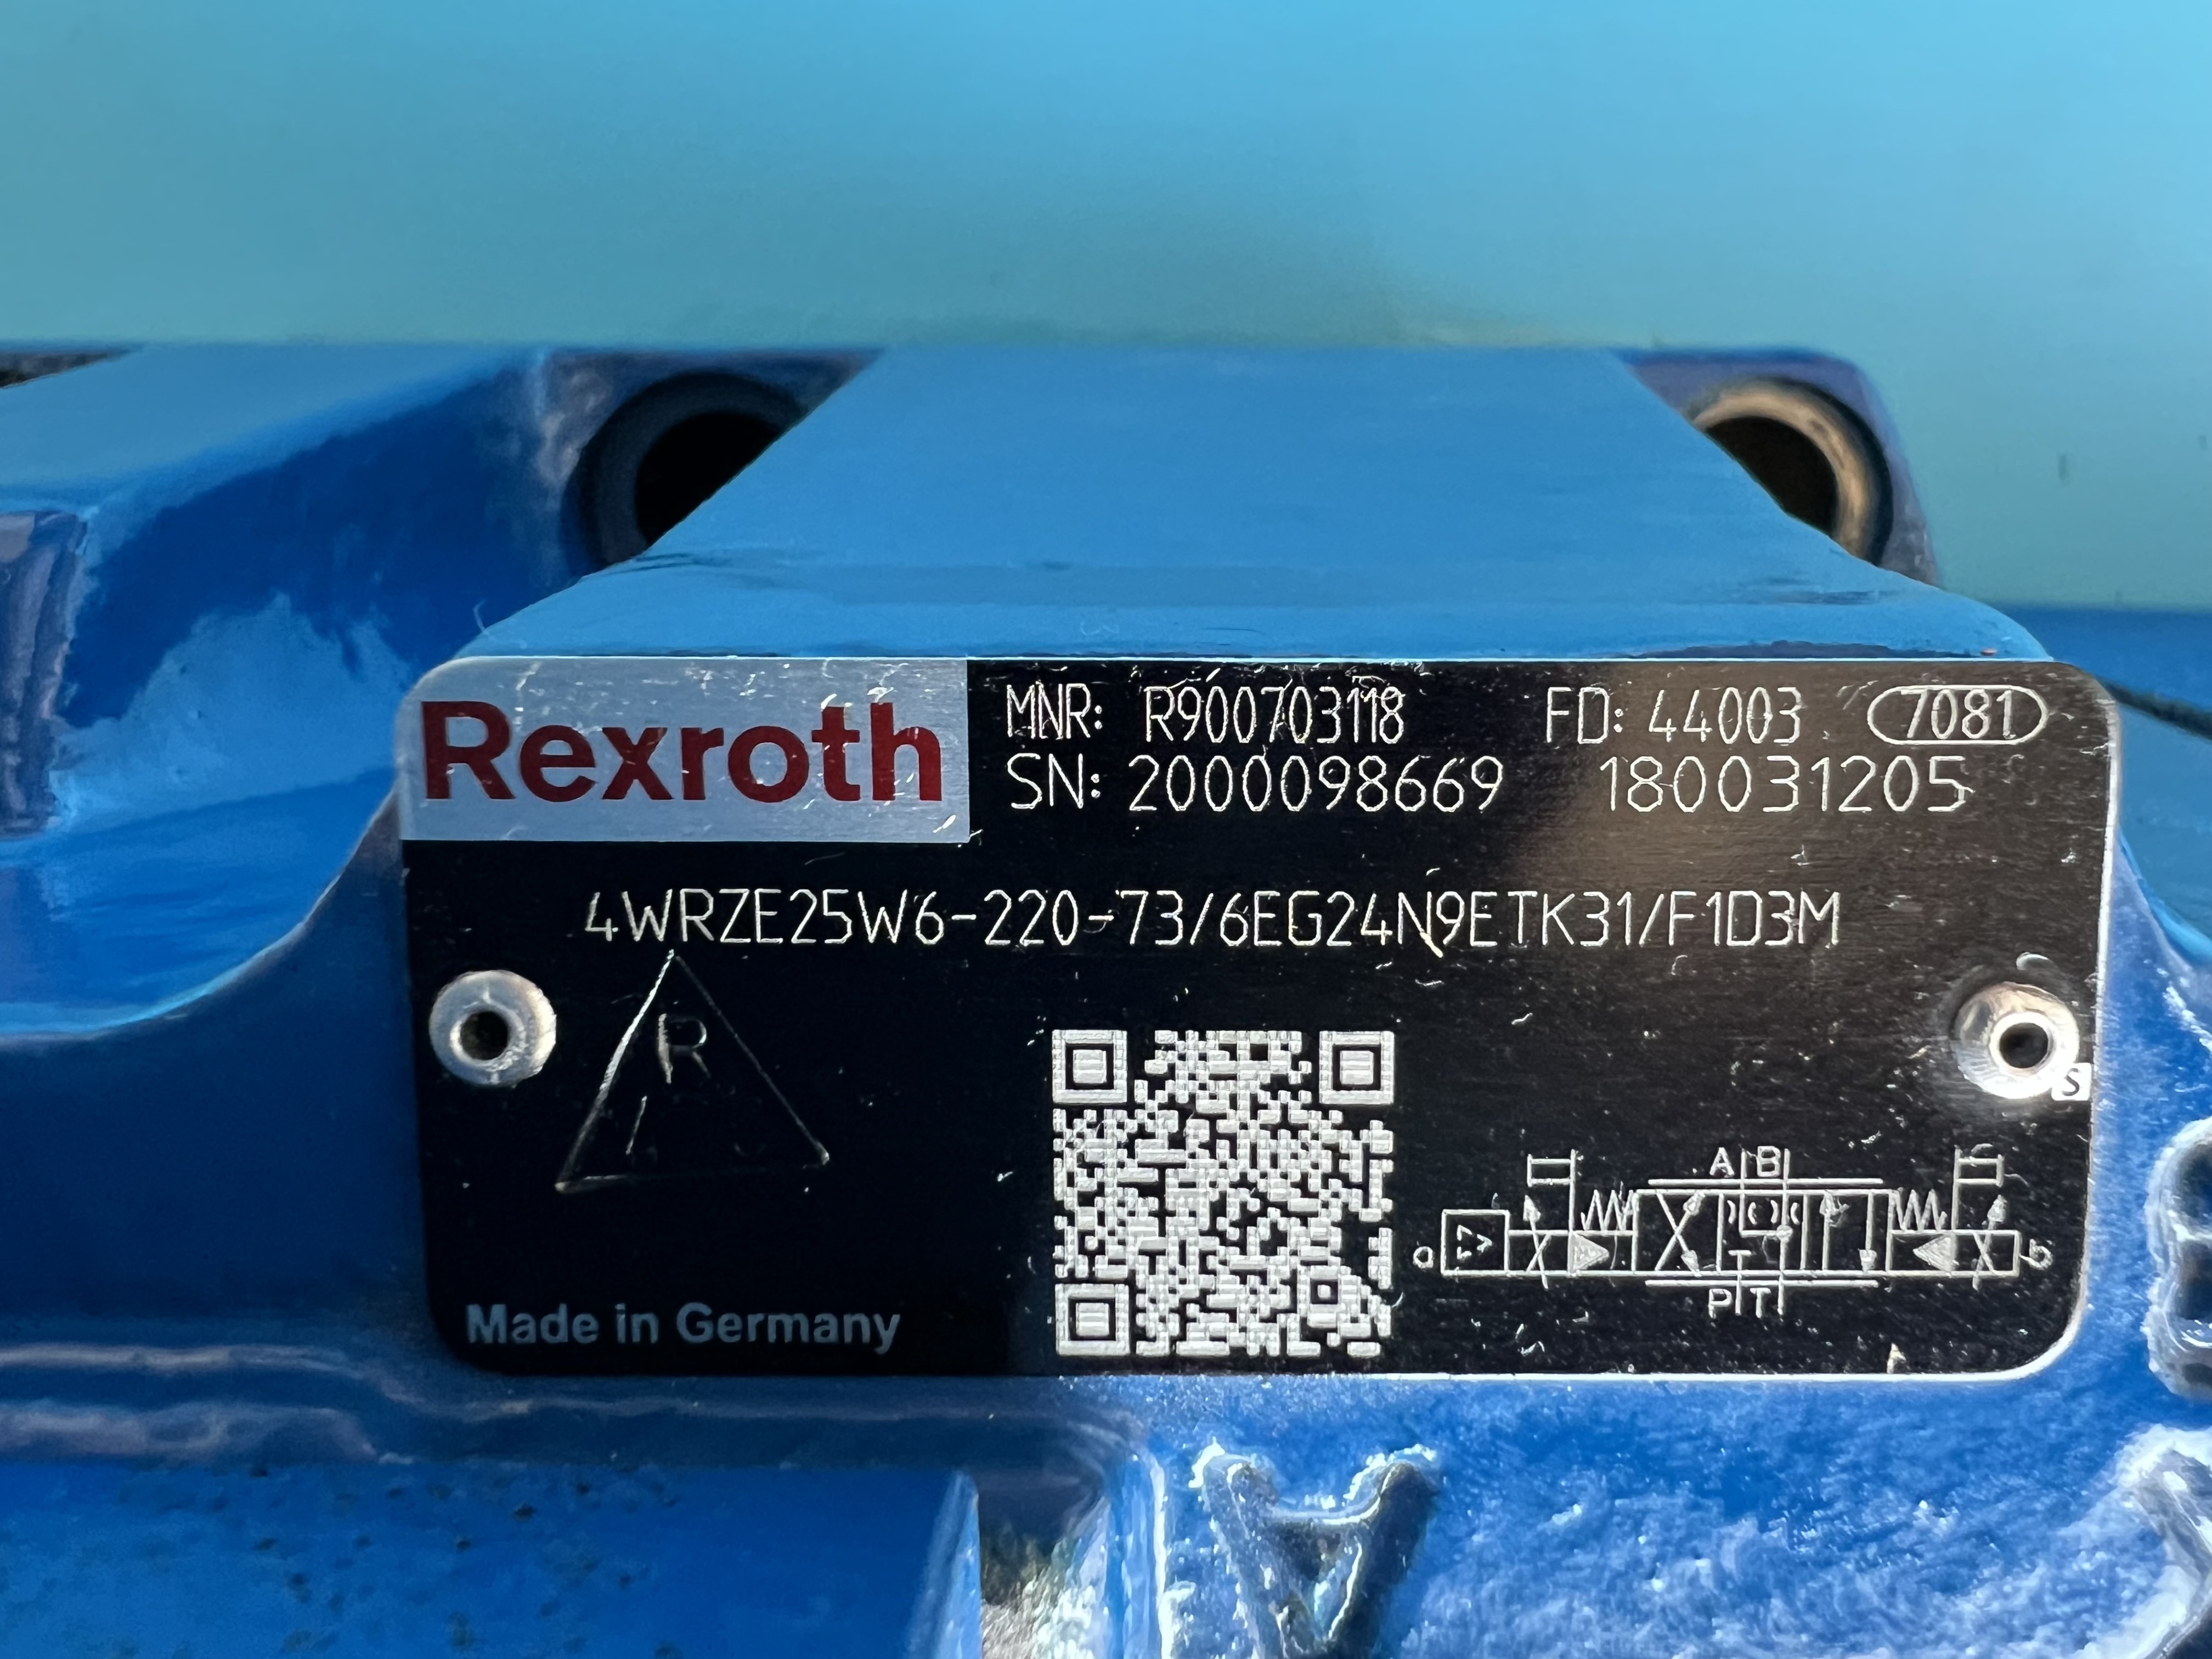 Rexroth
MNR: R900703118 FD: 44003 7081
SN: 2000098669 180031205
4WRZE25W6-220-73/6EG24N9ETK31/F1D3M
R
S
A B
a b
P T
Made in Germany
A